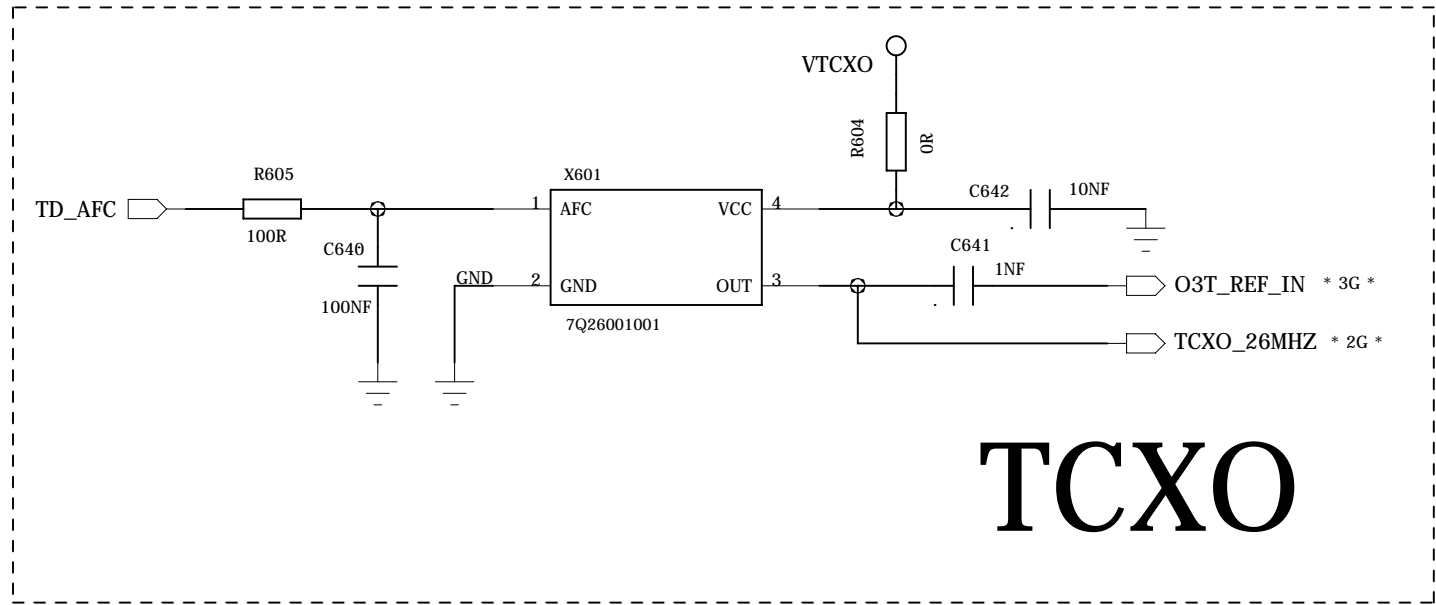 VTCXO
R604
0R
R605
X601
TD_AFC
1
AFC
VCC
4
C642
10NF
100R
C640
C641
GND
2
GND
OUT
3
1NF
O3T_REF_IN * 3G *
100NF
7Q26001001
TCXO_26MHZ * 2G *
TCXO